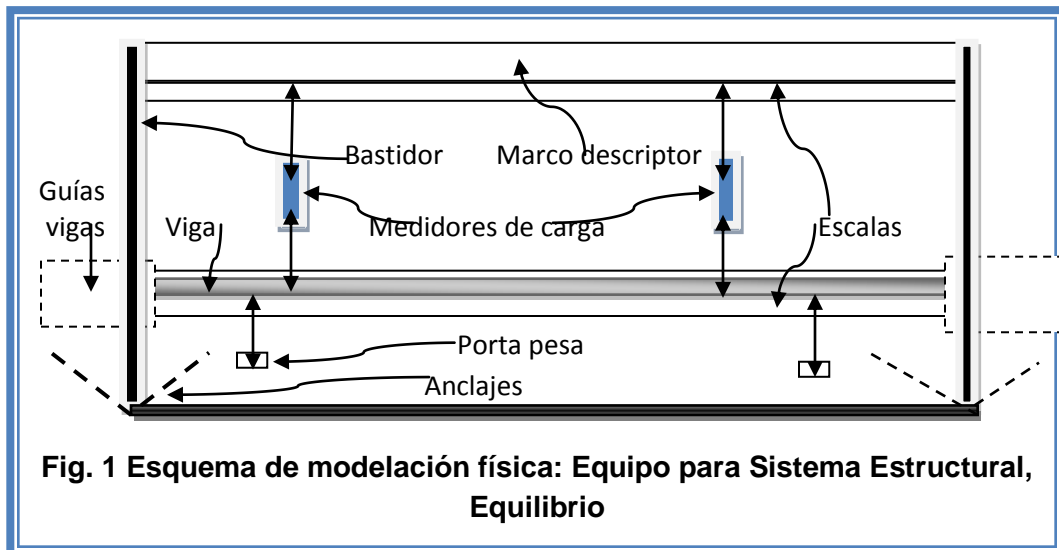 Bastidor
Marco descriptor
Guías
vigas
Viga
Medidores de carga
Escalas
Porta pesa
Anclajes
Fig. 1 Esquema de modelación física: Equipo para Sistema Estructural,
Equilibrio